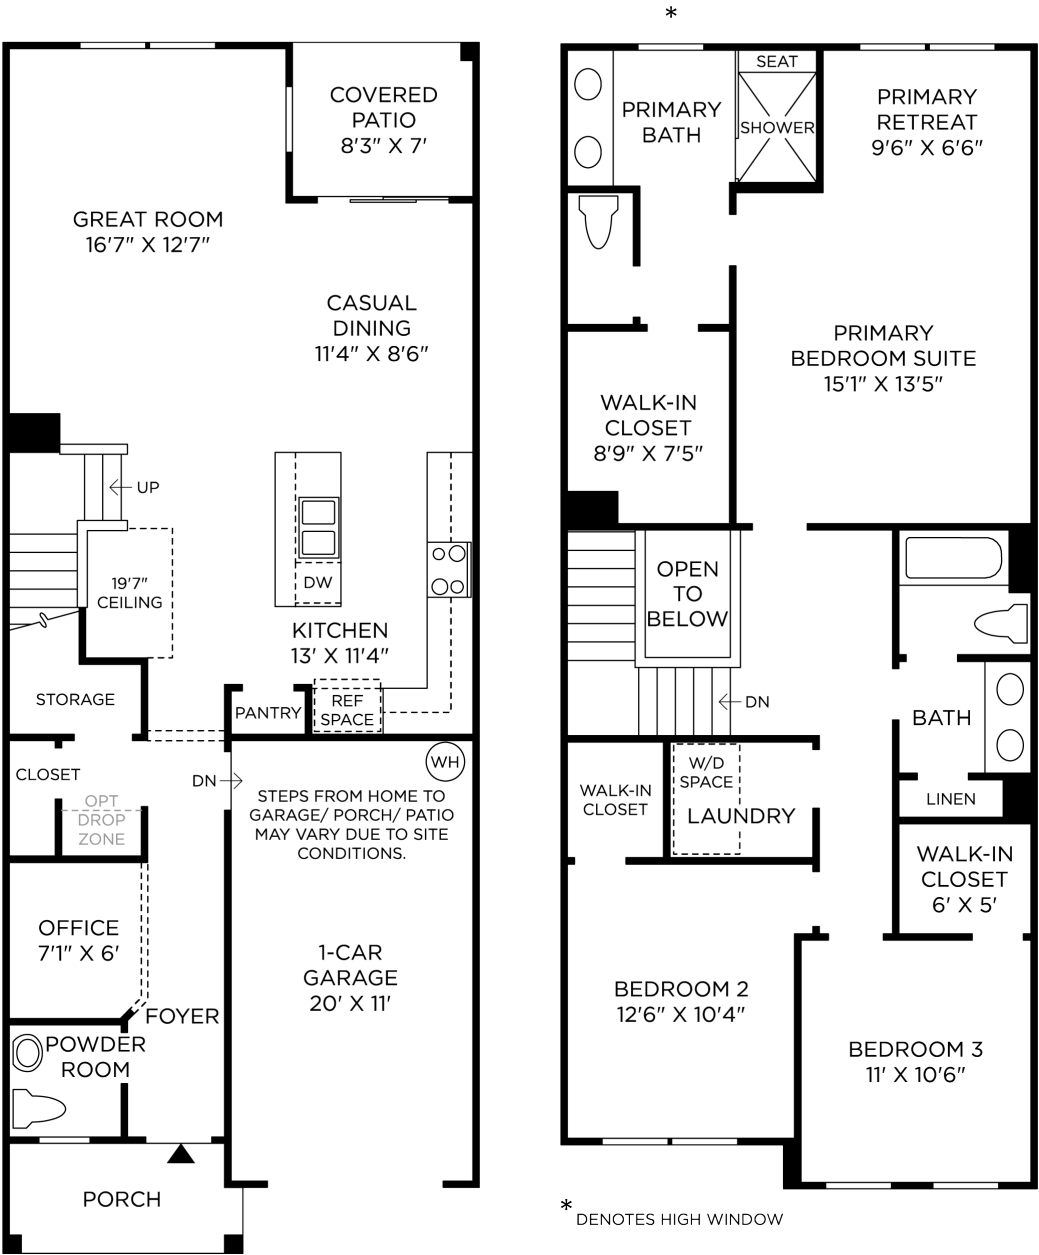 COVERED
PATIO
8'3" X 7'
GREAT ROOM
16'7" X 12'7"
CASUAL
DINING
11'4" X 8'6"
UP
19'7"
CEILING
DW
KITCHEN
13' X 11'4"
STORAGE
PANTRY
REF
SPACE
CLOSET
DN
WH
OPT
DROP
ZONE
STEPS FROM HOME TO
GARAGE/ PORCH/ PATIO
MAY VARY DUE TO SITE
CONDITIONS.
OFFICE
7'1" X 6'
1-CAR
GARAGE
20' X 11'
FOYER
POWDER
ROOM
PORCH
*
SEAT
PRIMARY
BATH
SHOWER
PRIMARY
RETREAT
9'6" X 6'6"
PRIMARY
BEDROOM SUITE
15'1" X 13'5"
WALK-IN
CLOSET
8'9" X 7'5"
OPEN
TO
BELOW
DN
BATH
W/D
SPACE
LAUNDRY
WALK-IN
CLOSET
LINEN
WALK-IN
CLOSET
6' X 5'
BEDROOM 2
12'6" X 10'4"
BEDROOM 3
11' X 10'6"
* DENOTES HIGH WINDOW